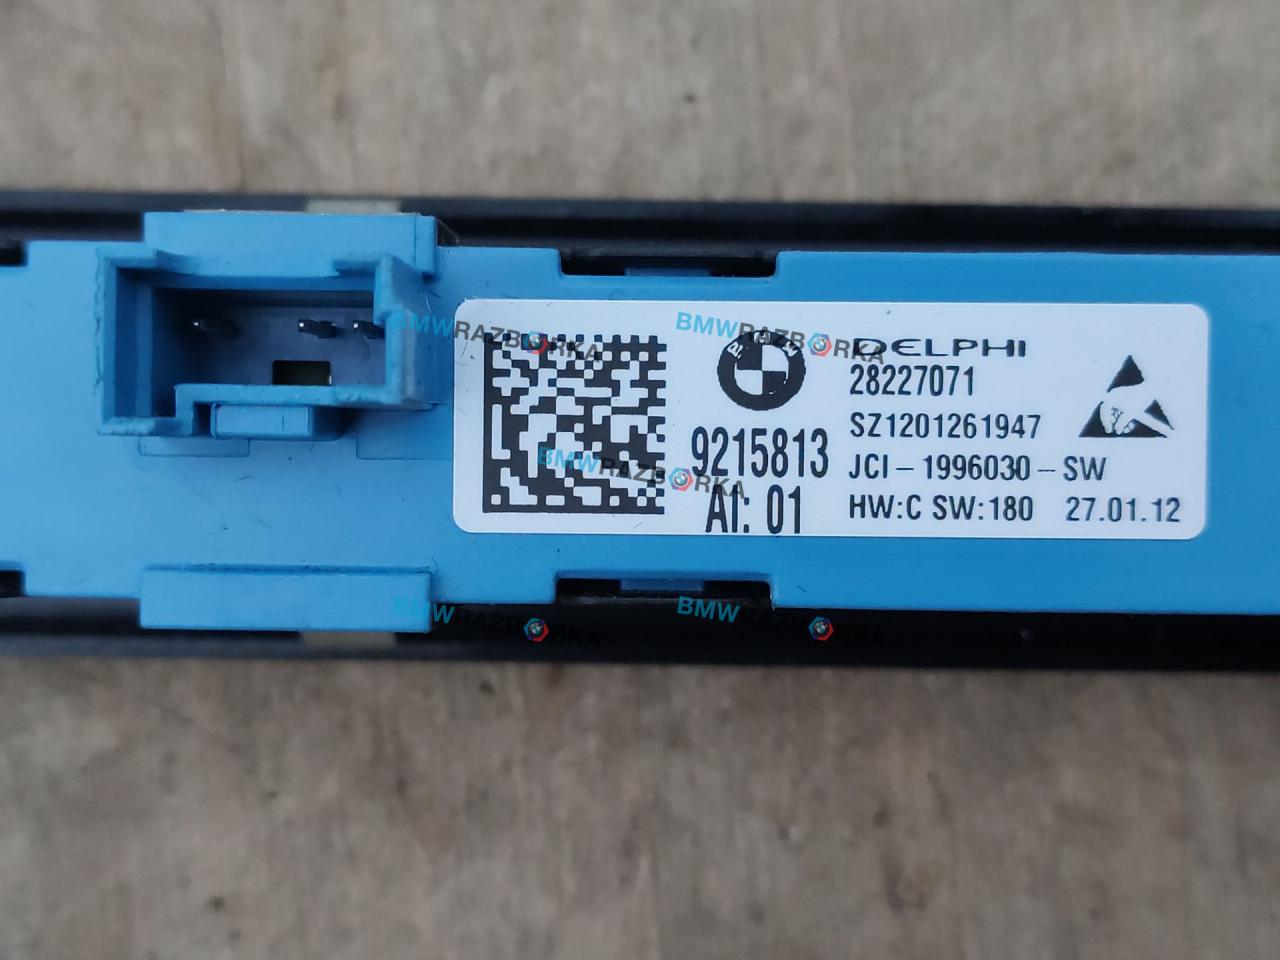 DELPHI
28227071
SZ1201261947
9215813
JCI-1996030-SW
AI: 01
HW:C SW:180 27.01.12
BMWRAZBORKA
BMWRAZBORKA
BMWRAZBORKA
BMWRAZBORKA
BMWRAZBORKA